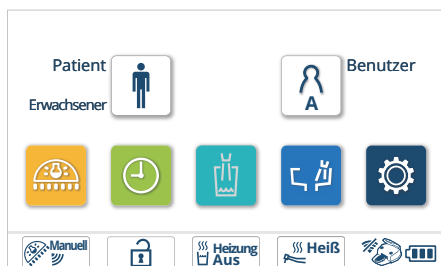 Patient
Benutzer
Erwachsener
A
Manuell
Heizung
Aus
Heiß